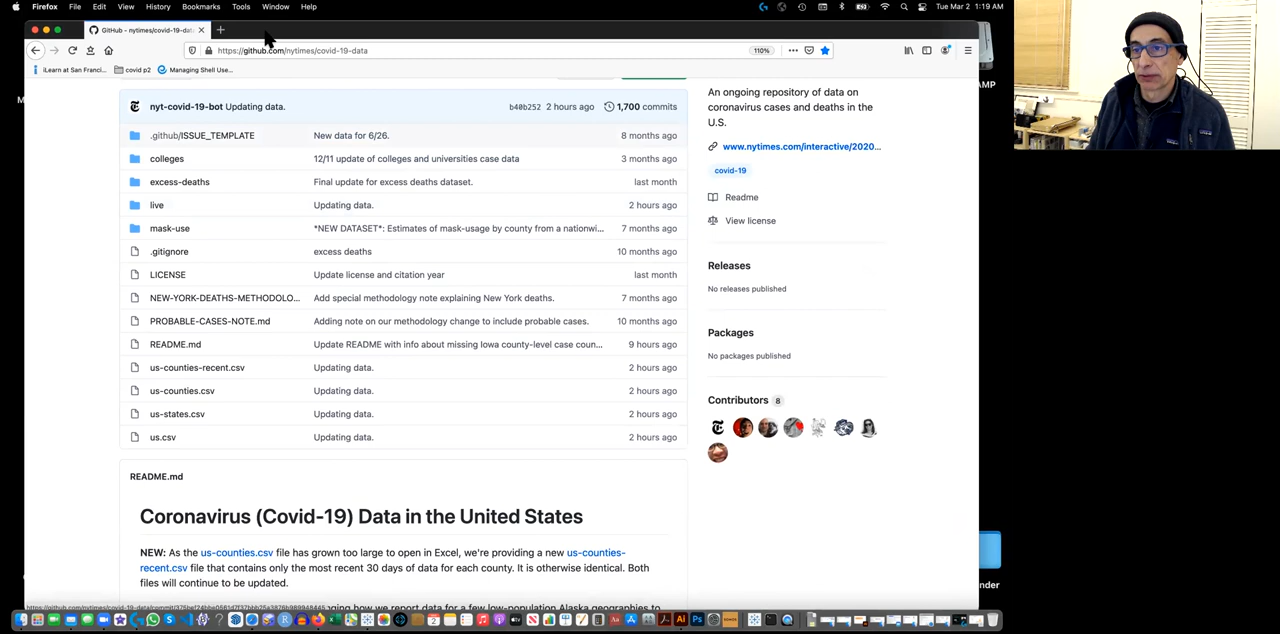 Firefox File Edit View History Bookmarks Tools Window Help Tue Mar 2 1:19 AM
GitHub - nytimes/covid-19-dat
https://github.com/nytimes/covid-19-data 110%
iLearn at San Franci... covid p2 Managing Shell Use...
nyt-covid-19-bot Updating data. b40b252 2 hours ago 1,700 commits
.github/ISSUE_TEMPLATE New data for 6/26. 8 months ago
colleges 12/11 update of colleges and universities case data 3 months ago
excess-deaths Final update for excess deaths dataset. last month
live Updating data. 2 hours ago
mask-use *NEW DATASET*: Estimates of mask-usage by county from a nationwi... 7 months ago
.gitignore excess deaths 10 months ago
LICENSE Update license and citation year last month
NEW-YORK-DEATHS-METHODOLO... Add special methodology note explaining New York deaths. 7 months ago
PROBABLE-CASES-NOTE.md Adding note on our methodology change to include probable cases. 10 months ago
README.md Update README with info about missing Iowa county-level case coun... 9 hours ago
us-counties-recent.csv Updating data. 2 hours ago
us-counties.csv Updating data. 2 hours ago
us-states.csv Updating data. 2 hours ago
us.csv Updating data. 2 hours ago
README.md
Coronavirus (Covid-19) Data in the United States
NEW: As the us-counties.csv file has grown too large to open in Excel, we're providing a new us-counties-
recent.csv file that contains only the most recent 30 days of data for each county. It is otherwise identical. Both
files will continue to be updated.
ging how we report data for a few low-population Alaska geographies to
An ongoing repository of data on
coronavirus cases and deaths in the
U.S.
www.nytimes.com/interactive/2020...
covid-19
Readme
View license
Releases
No releases published
Packages
No packages published
Contributors 8
AMP
nder